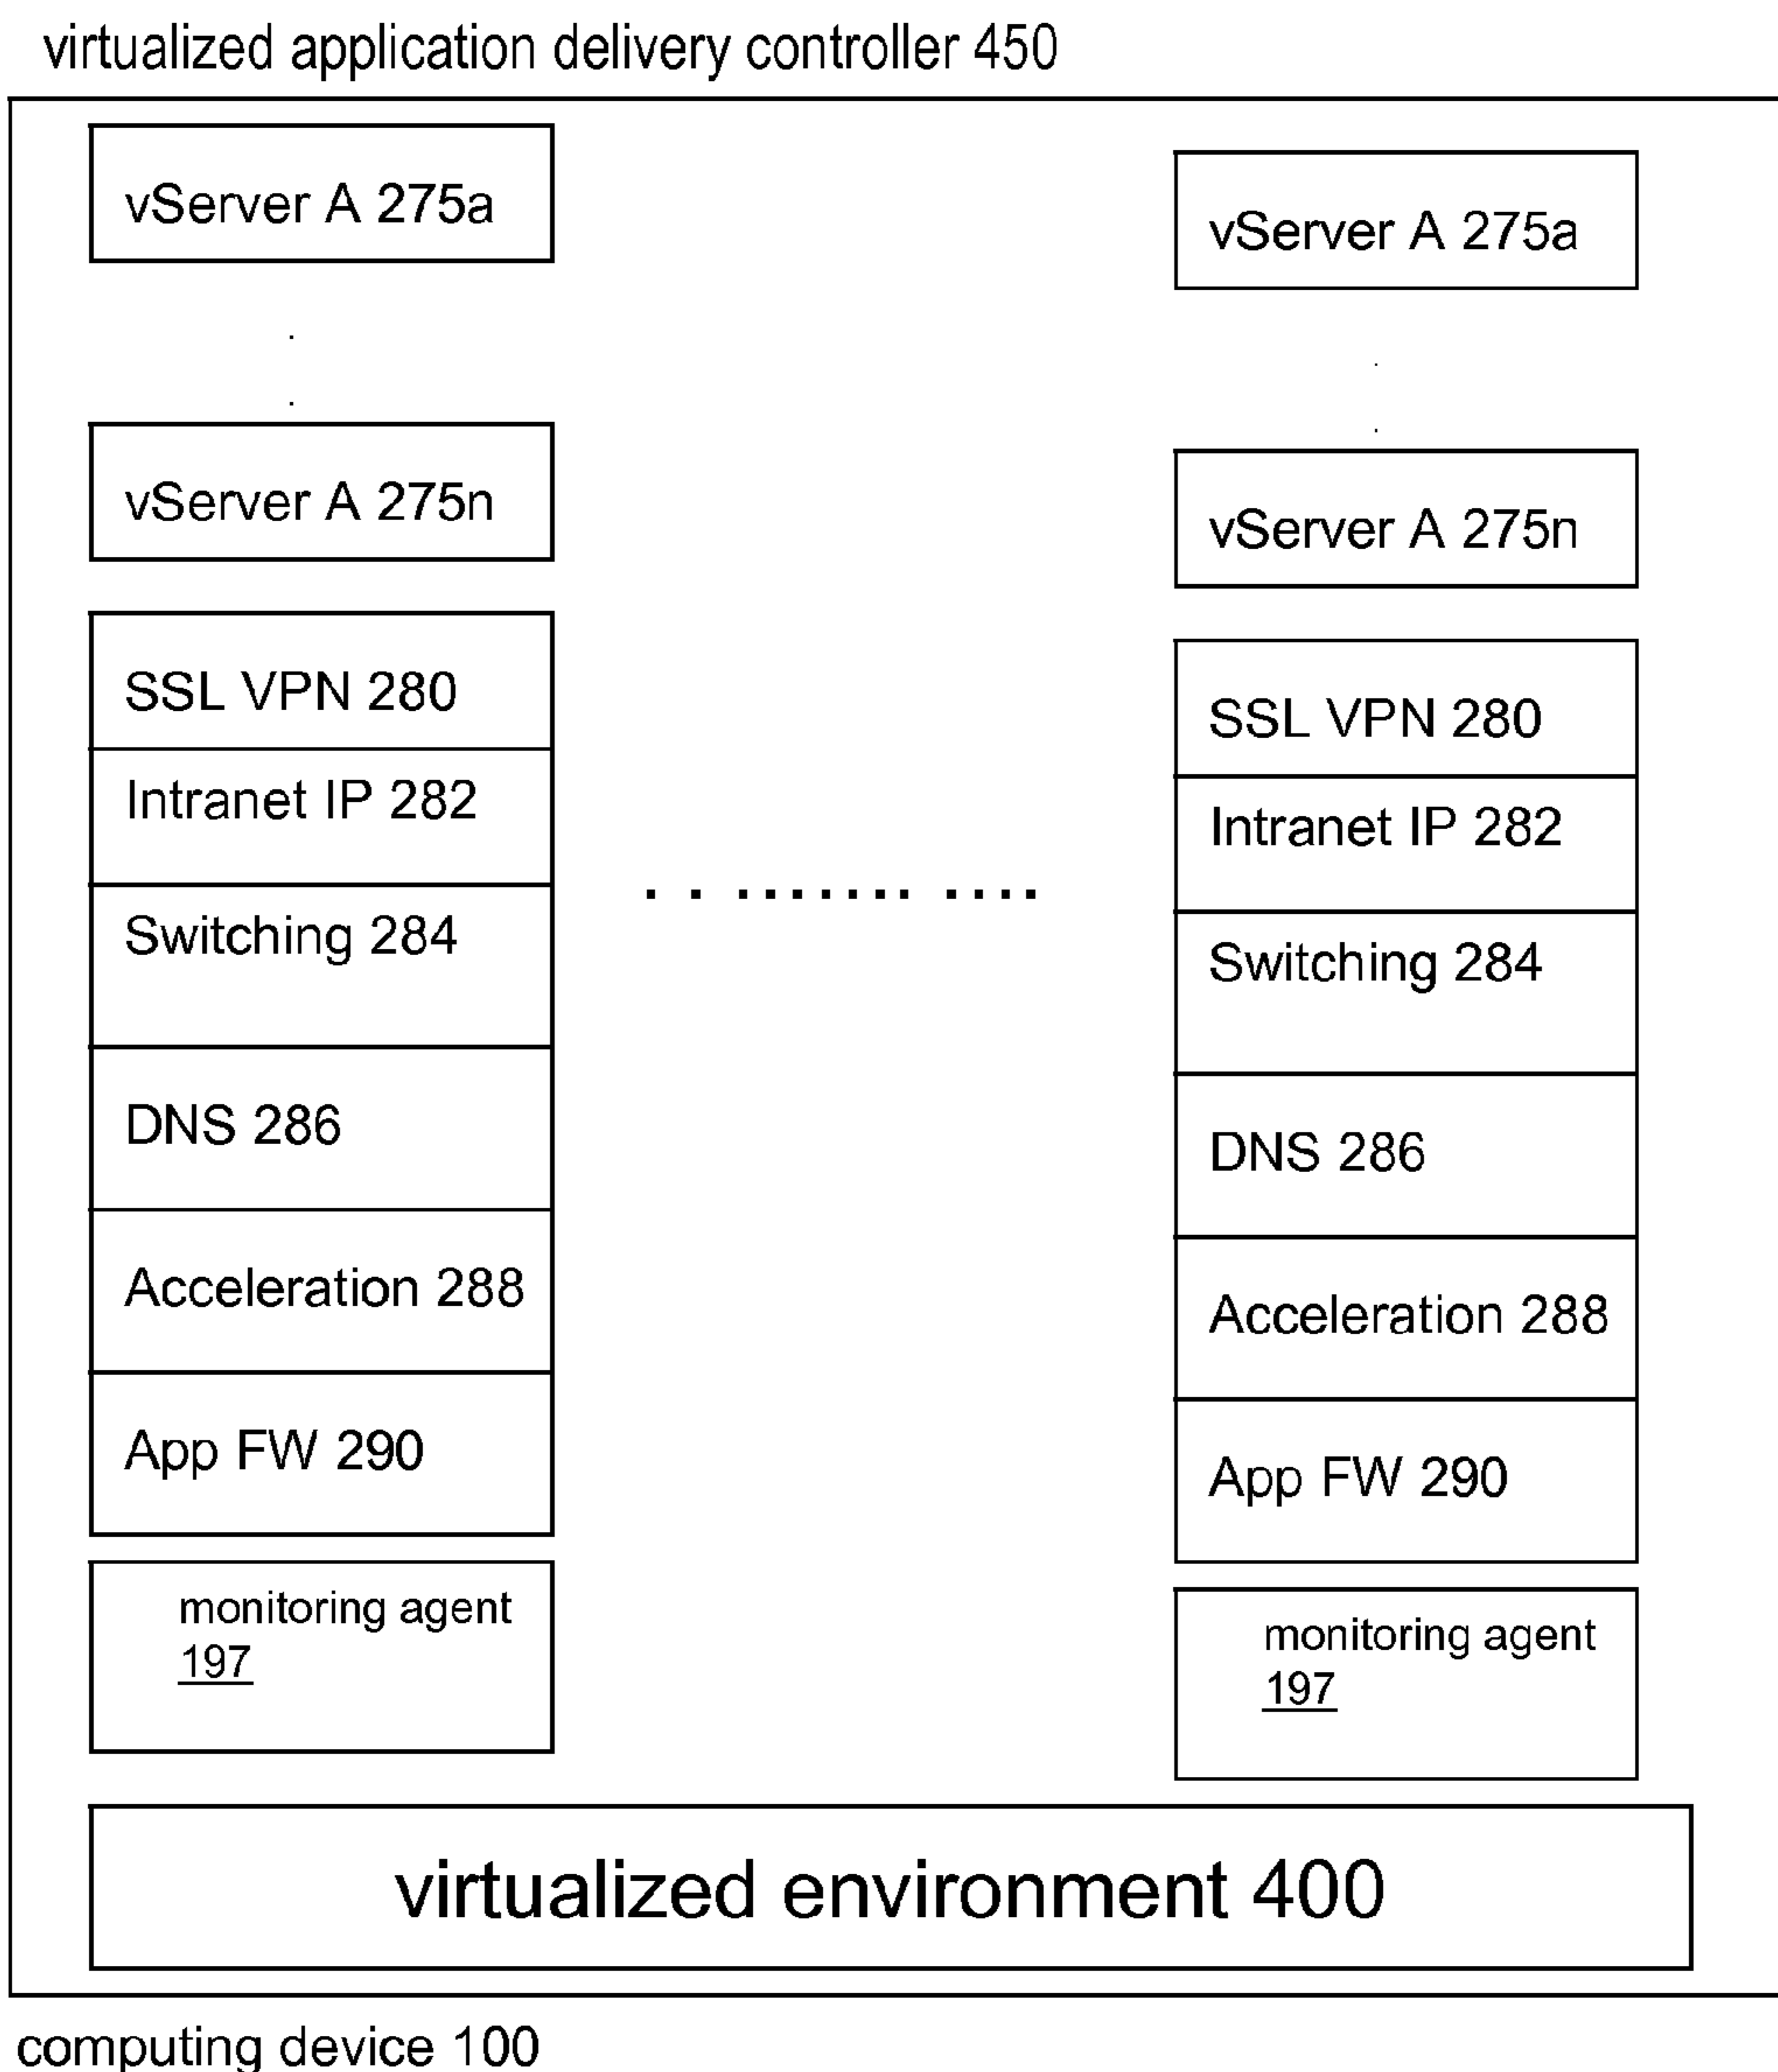 virtualized application delivery controller 450
vServer A 275a
vServer A 275n
SSL VPN 280
Intranet IP 282
Switching 284
DNS 286
Acceleration 288
App FW 290
monitoring agent
197
vServer A 275a
vServer A 275n
SSL VPN 280
Intranet IP 282
Switching 284
DNS 286
Acceleration 288
App FW 290
monitoring agent
197
virtualized environment 400
computing device 100